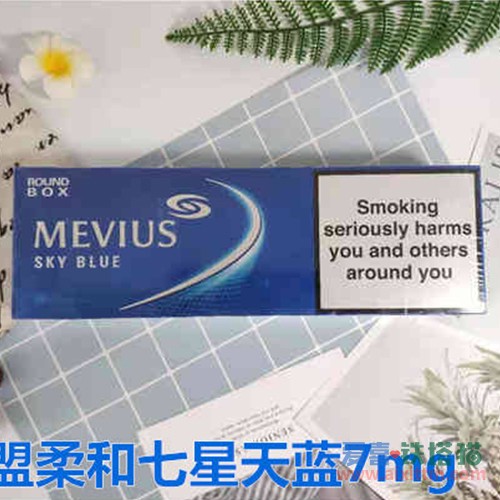 ROUND
BOX
MEVIUS
SKY BLUE
Smoking
seriously harms
you and others
around you
盟柔和七星天蓝7mg